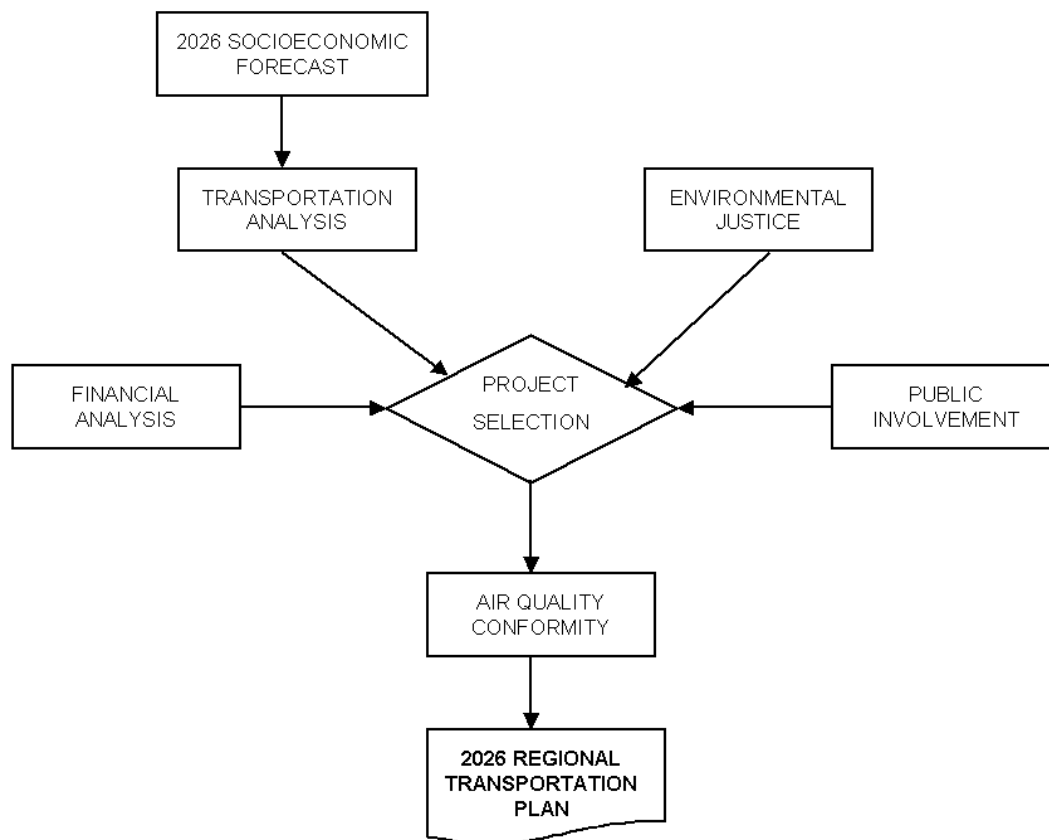 2026 SOCIOECONOMIC
FORECAST
TRANSPORTATION
ANALYSIS
ENVIRONMENTAL
JUSTICE
FINANCIAL
ANALYSIS
PROJECT
SELECTION
PUBLIC
INVOLVEMENT
AIR QUALITY
CONFORMITY
2026 REGIONAL
TRANSPORTATION
PLAN